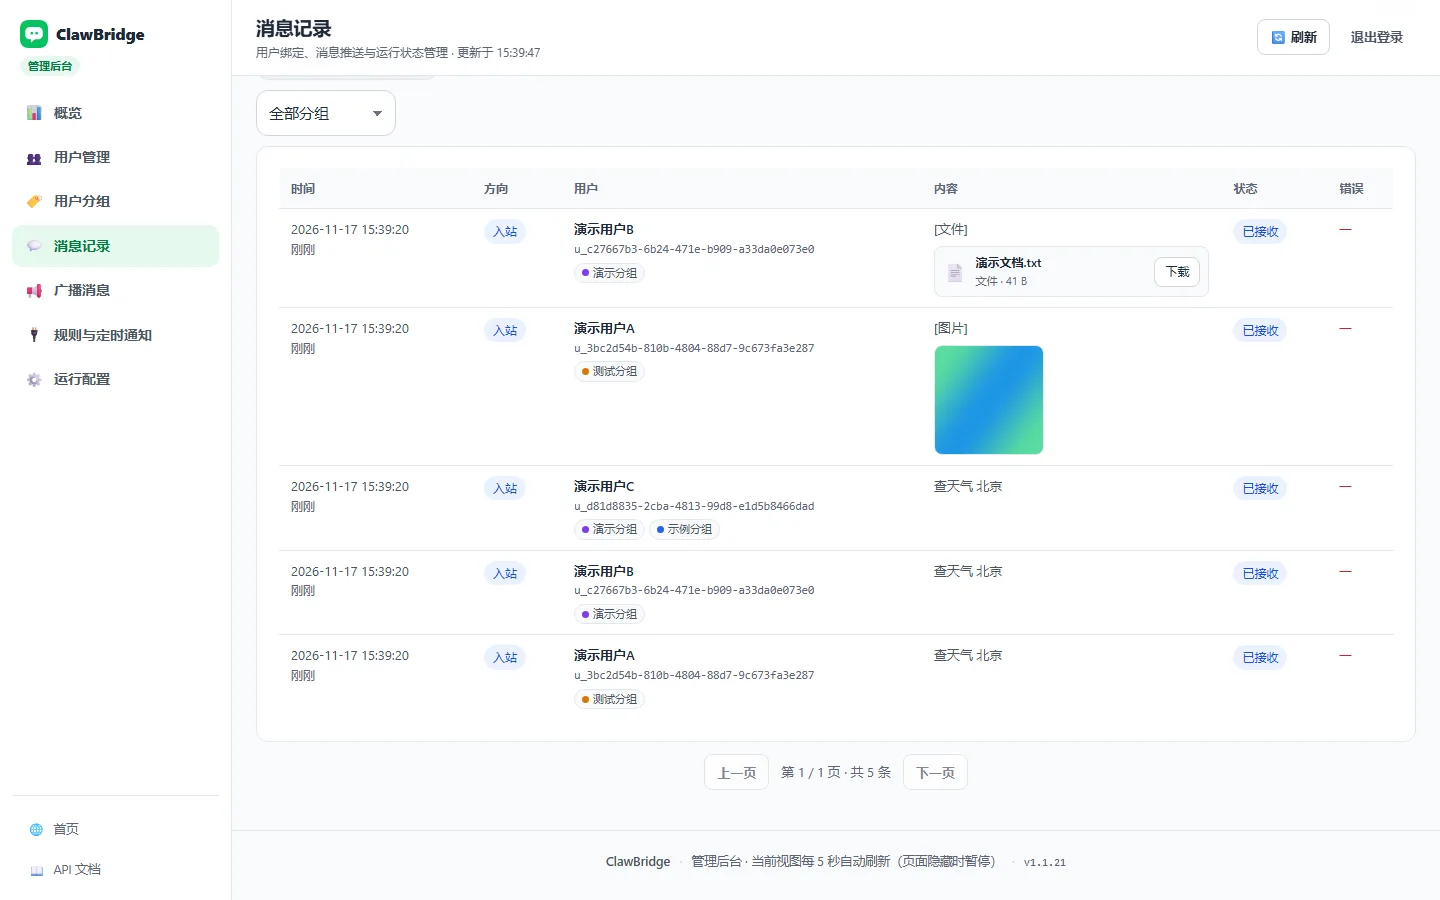 ClawBridge
管理后台
概览
用户管理
用户分组
消息记录
广播消息
规则与定时通知
运行配置
首页
API 文档
消息记录
用户绑定、消息推送与运行状态管理 · 更新于 15:39:47
刷新
退出登录
全部分组
时间 方向 用户 内容 状态 错误
2026-11-17 15:39:20 入站 演示用户B [文件] 已接收 —
刚刚 u_c27667b3-6b24-471e-b909-a33da0e073e0
演示分组
演示文档.txt
文件 · 41 B
下载
2026-11-17 15:39:20 入站 演示用户A [图片] 已接收 —
刚刚 u_3bc2d54b-810b-4804-88d7-9c673fa3e287
测试分组
2026-11-17 15:39:20 入站 演示用户C 查天气 北京 已接收 —
刚刚 u_d81d8835-2cba-4813-99d8-e1d5b8466dad
演示分组 示例分组
2026-11-17 15:39:20 入站 演示用户B 查天气 北京 已接收 —
刚刚 u_c27667b3-6b24-471e-b909-a33da0e073e0
演示分组
2026-11-17 15:39:20 入站 演示用户A 查天气 北京 已接收 —
刚刚 u_3bc2d54b-810b-4804-88d7-9c673fa3e287
测试分组
上一页 第 1 / 1 页 · 共 5 条 下一页
ClawBridge · 管理后台 · 当前视图每 5 秒自动刷新（页面隐藏时暂停） · v1.1.21